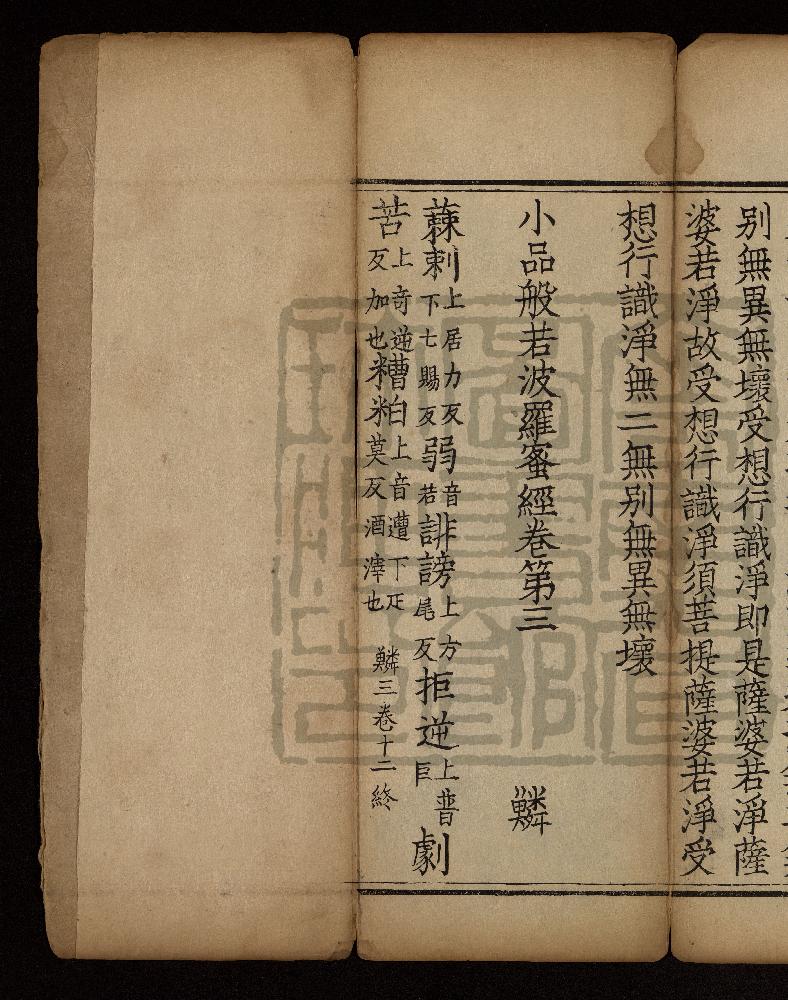 別無異無壞受想行識淨即是薩婆若淨薩
婆若淨故受想行識淨須菩提薩婆若淨受
想行識淨無二無別無異無壞
小品般若波羅蜜經卷第三 鱗
蕀刺上居力反下七賜反弱音若誹謗上方尾反拒逆上音巨劇
苦上奇逆反加也糟粕上音遭下匹莫反酒滓也 鱗三卷十二終